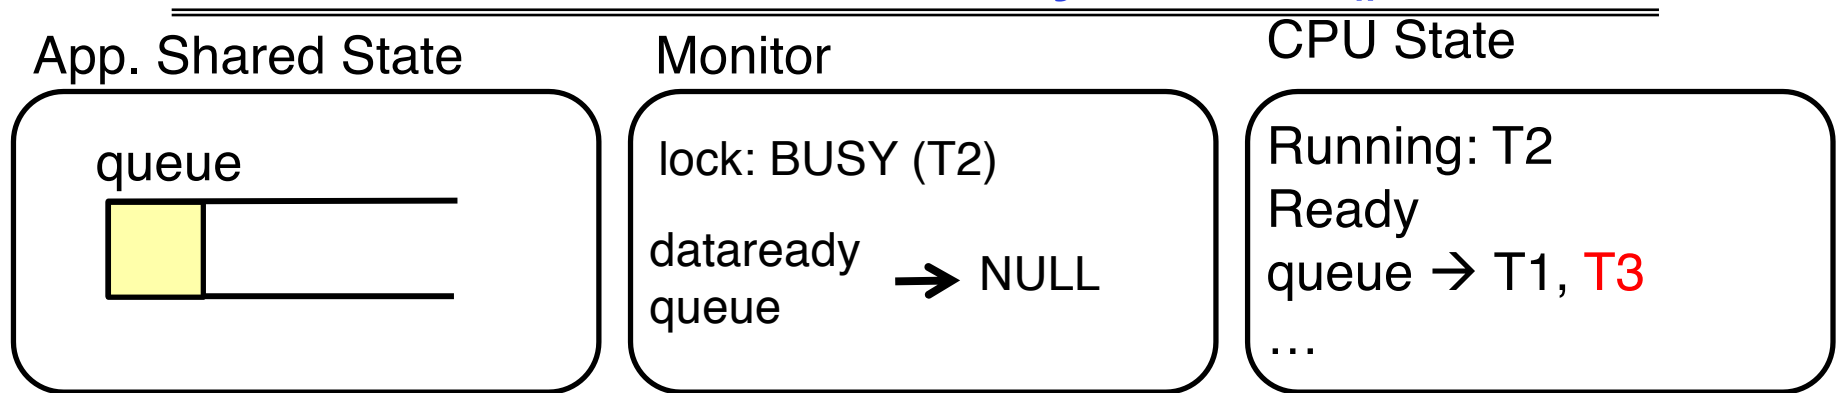 App. Shared State
queue
Monitor
lock: BUSY (T2)
dataready
queue → NULL
CPU State
Running: T2
Ready
queue → T1, T3
…